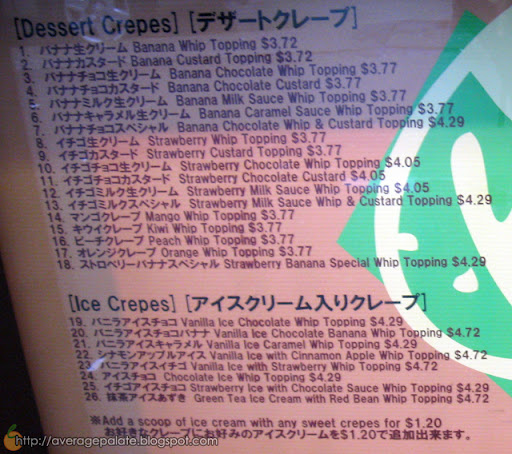 [Dessert Crepes] [デザートクレープ]
1. バナナ生クリーム Banana Whip Topping $3.72
2. バナナカスタード Banana Custard Topping $3.72
3. バナナチョコ生クリーム Banana Chocolate Whip Topping $3.77
4. バナナチョコカスタード Banana Chocolate Custard $3.77
5. バナナミルク生クリーム Banana Milk Sauce Whip Topping $3.77
6. バナナキャラメル生クリーム Banana Caramel Sauce Whip Topping $3.77
7. バナナチョコスペシャル Banana Chocolate Whip & Custard Topping $4.29
8. イチゴ生クリーム Strawberry Whip Topping $3.77
9. イチゴカスタード Strawberry Custard Topping $3.77
10. イチゴチョコ生クリーム Strawberry Chocolate Whip Topping $4.05
11. イチゴチョコカスタード Strawberry Chocolate Custard $4.05
12. イチゴミルク生クリーム Strawberry Milk Sauce Whip Topping $4.05
13. イチゴミルクスペシャル Strawberry Milk Sauce Whip & Custard Topping $4.29
14. マンゴクレープ Mango Whip Topping $3.77
15. キウイクレープ Kiwi Whip Topping $3.77
16. ピーチクレープ Peach Whip Topping $3.77
17. オレンジクレープ Orange Whip Topping $3.77
18. ストロベリーバナナスペシャル Strawberry Banana Special Whip Topping $4.29
[Ice Crepes] [アイスクリーム入りクレープ]
19. バニラアイスチョコ Vanilla Ice Chocolate Whip Topping $4.29
20. バニラアイスチョコバナナ Vanilla Ice Chocolate Banana Whip Topping $4.72
21. バニラアイスキャラメル Vanilla Ice Caramel Whip Topping $4.29
22. シナモンアップルアイス Vanilla Ice with Cinnamon Apple Whip Topping $4.72
23. バニラアイスイチゴ Vanilla Ice with Strawberry Whip Topping $4.72
24. アイスチョコ Chocolate Ice Whip Topping $4.29
25. イチゴアイスチョコ Strawberry Ice with Chocolate Sauce Whip Topping $4.29
26. 抹茶アイスあずき Green Tea Ice Cream with Red Bean Whip Topping $4.72
※Add a scoop of ice cream with any sweet crepes for $1.20
お好きなクレープにお好みのアイスクリームを$1.20で追加出来ます。
http://averagepalate.blogspot.com